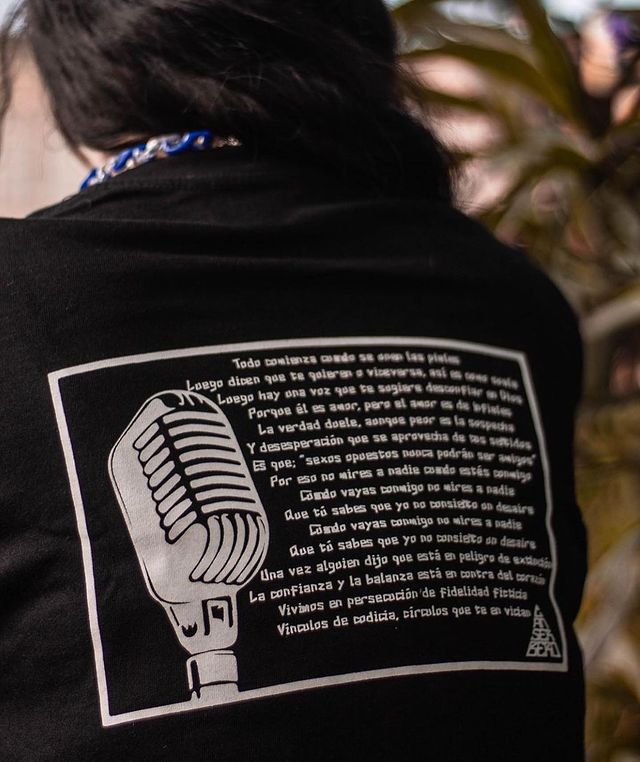 Todo comienza cuando se aman las pieles
Luego dicen que te quieren o viceversa, así es como suele
Luego hay una voz que te sugiere desconfiar en Dios
Porque él es amor, pero el amor es de infieles
La verdad duele, aunque peor es la sospecha
Y desesperación que se aprovecha de tus sentidos
Es que; "sexos opuestos nunca podrán ser amigos"
Por eso no mires a nadie cuando estás conmigo
Cuando vayas conmigo no mires a nadie
Que tú sabes que yo no consiento un desaire
Cuando vayas conmigo no mires a nadie
Que tú sabes que yo no consiento un desaire
Una vez alguien dijo que está en peligro de extinción
La confianza y la balanza está en contra del corazón
Vivimos en persecución de fidelidad ficticia
Vínculos de codicia, círculos que te envician